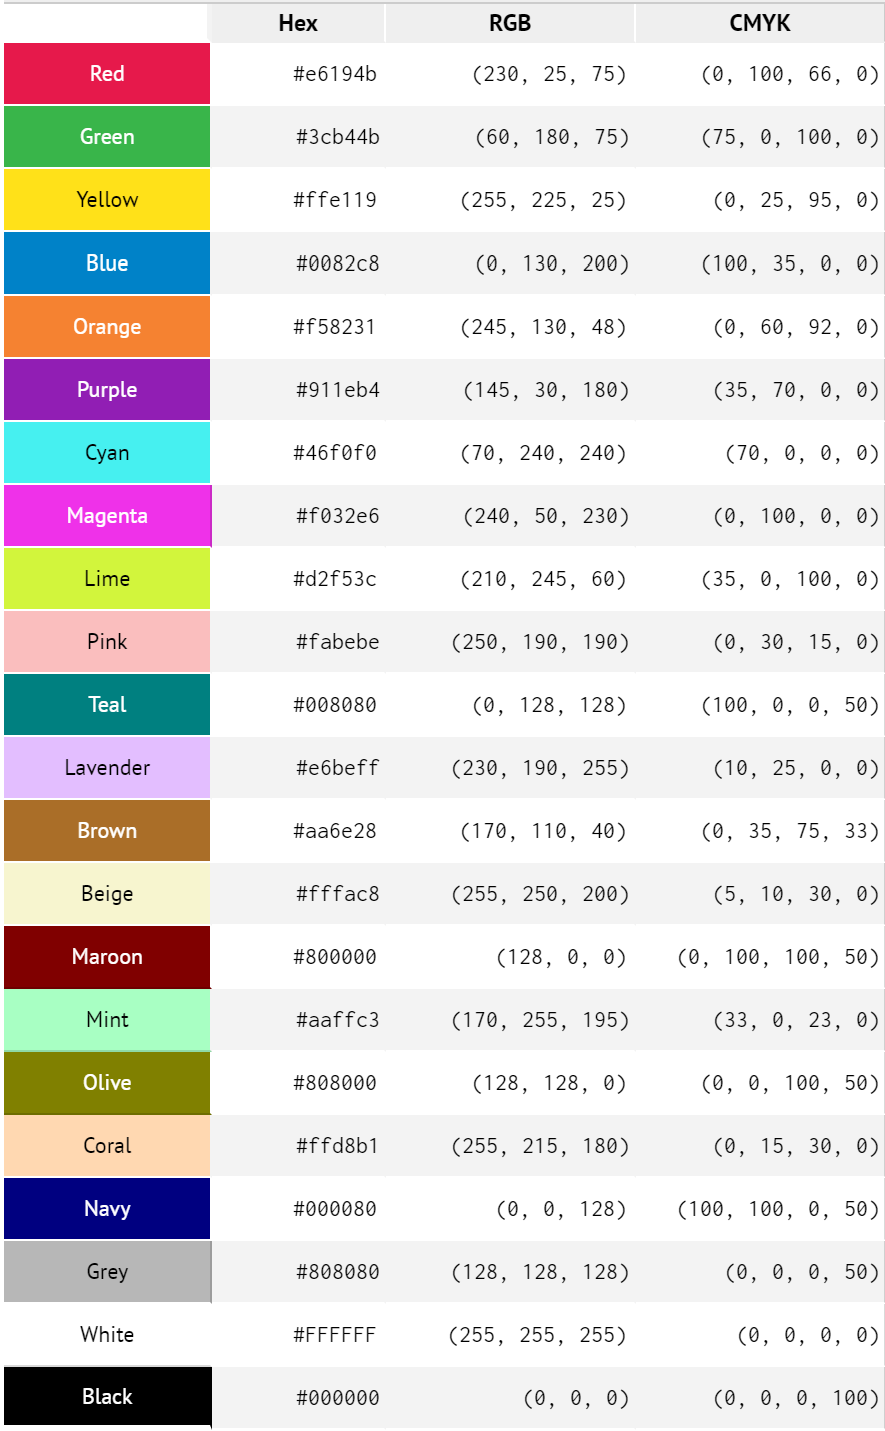 Hex RGB CMYK
Red #e6194b (230, 25, 75) (0, 100, 66, 0)
Green #3cb44b (60, 180, 75) (75, 0, 100, 0)
Yellow #ffe119 (255, 225, 25) (0, 25, 95, 0)
Blue #0082c8 (0, 130, 200) (100, 35, 0, 0)
Orange #f58231 (245, 130, 48) (0, 60, 92, 0)
Purple #911eb4 (145, 30, 180) (35, 70, 0, 0)
Cyan #46f0f0 (70, 240, 240) (70, 0, 0, 0)
Magenta #f032e6 (240, 50, 230) (0, 100, 0, 0)
Lime #d2f53c (210, 245, 60) (35, 0, 100, 0)
Pink #fabebe (250, 190, 190) (0, 30, 15, 0)
Teal #008080 (0, 128, 128) (100, 0, 0, 50)
Lavender #e6beff (230, 190, 255) (10, 25, 0, 0)
Brown #aa6e28 (170, 110, 40) (0, 35, 75, 33)
Beige #fffac8 (255, 250, 200) (5, 10, 30, 0)
Maroon #800000 (128, 0, 0) (0, 100, 100, 50)
Mint #aaffc3 (170, 255, 195) (33, 0, 23, 0)
Olive #808000 (128, 128, 0) (0, 0, 100, 50)
Coral #ffd8b1 (255, 215, 180) (0, 15, 30, 0)
Navy #000080 (0, 0, 128) (100, 100, 0, 50)
Grey #808080 (128, 128, 128) (0, 0, 0, 50)
White #FFFFFF (255, 255, 255) (0, 0, 0, 0)
Black #000000 (0, 0, 0) (0, 0, 0, 100)